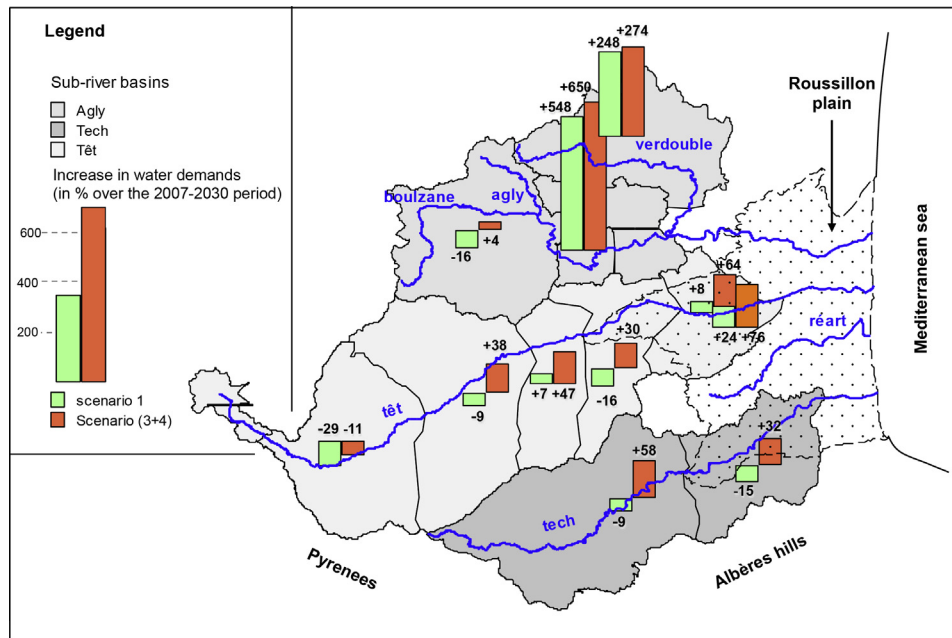 Legend
Sub-river basins
Agly
Tech
Têt
Increase in water demands
(in % over the 2007-2030 period)
600
400
200
scenario 1
Scenario (3+4)
+248
+274
+548
+650
verdouble
Roussillon
plain
boulzane
agly
-16
+4
Mediterranean sea
+8
+64
+24
+76
réart
+38
-9
+7
+47
+30
-16
têt
-29
-11
+58
-9
+32
-15
tech
Pyrenees
Albères hills